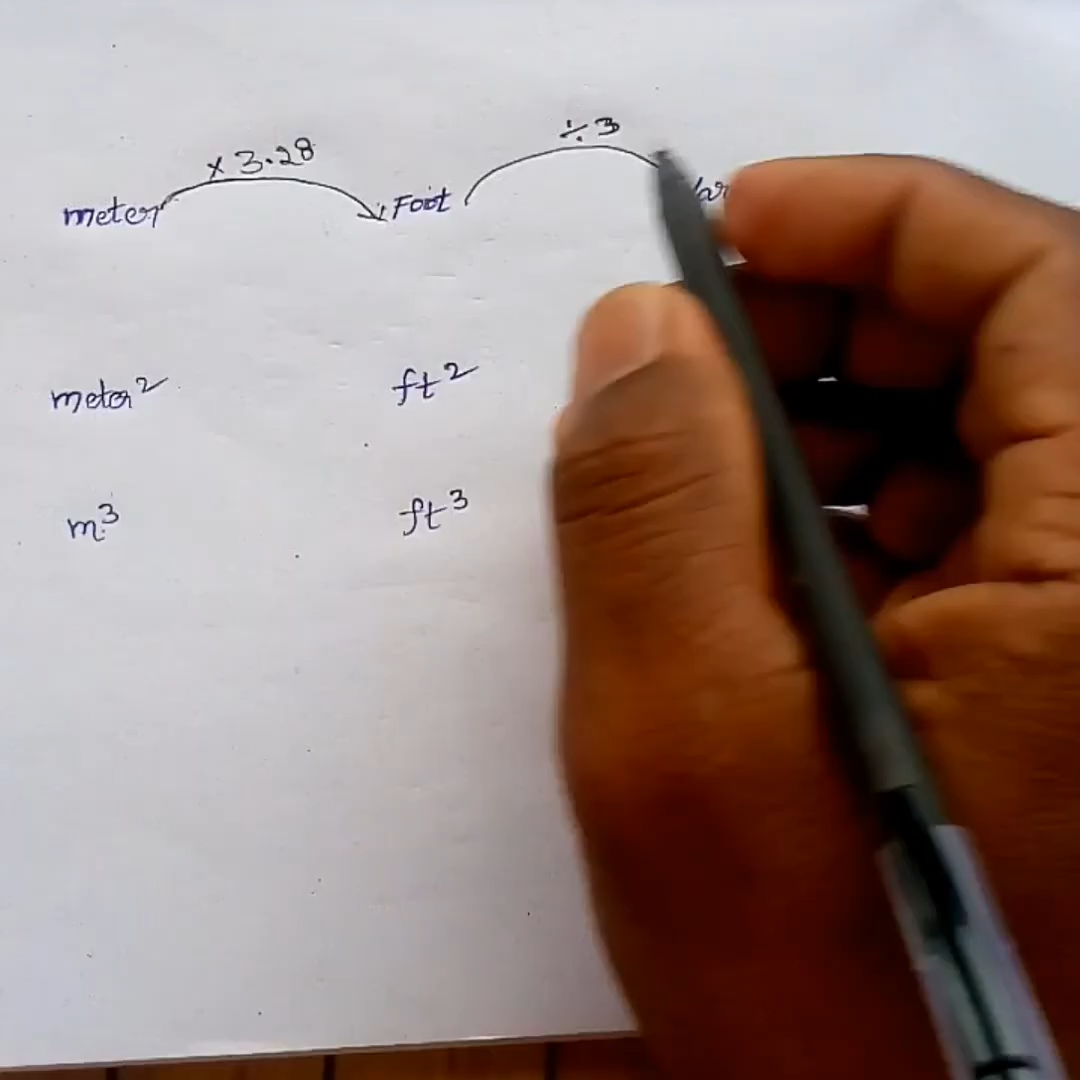 × 3.28 ÷ 3
meter Foot
meter² ft²
m³ ft³